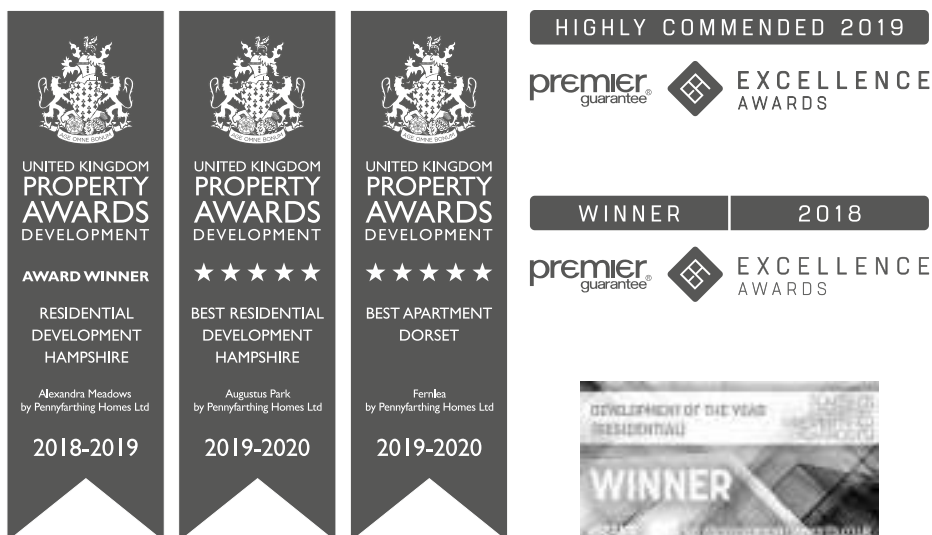 AGE OMNE BONUM
UNITED KINGDOM
PROPERTY
AWARDS
DEVELOPMENT
AWARD WINNER
RESIDENTIAL
DEVELOPMENT
HAMPSHIRE
Alexandra Meadows
by Pennyfarthing Homes Ltd
2018-2019
AGE OMNE BONUM
UNITED KINGDOM
PROPERTY
AWARDS
DEVELOPMENT
★★★★★
BEST RESIDENTIAL
DEVELOPMENT
HAMPSHIRE
Augustus Park
by Pennyfarthing Homes Ltd
2019-2020
AGE OMNE BONUM
UNITED KINGDOM
PROPERTY
AWARDS
DEVELOPMENT
★★★★★
BEST APARTMENT
DORSET
Fernlea
by Pennyfarthing Homes Ltd
2019-2020
HIGHLY COMMENDED 2019
premier
guarantee®
EXCELLENCE
AWARDS
WINNER 2018
premier
guarantee®
EXCELLENCE
AWARDS
DEVELOPMENT OF THE YEAR
(RESIDENTIAL)
WINNER